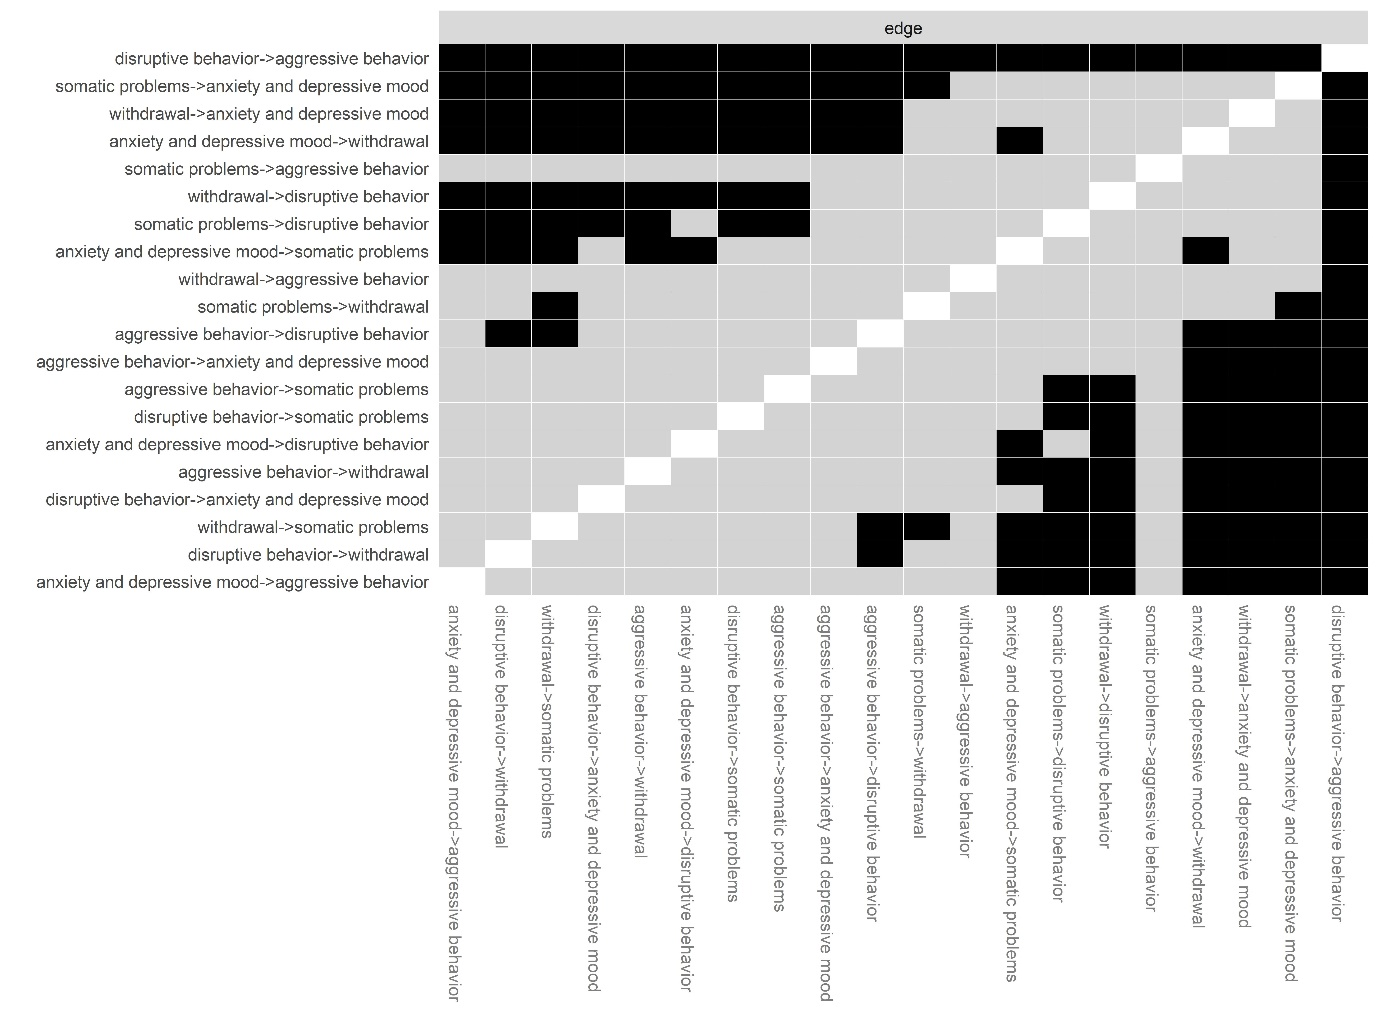 edge
disruptive behavior->aggressive behavior
somatic problems->anxiety and depressive mood
withdrawal->anxiety and depressive mood
anxiety and depressive mood->withdrawal
somatic problems->aggressive behavior
withdrawal->disruptive behavior
somatic problems->disruptive behavior
anxiety and depressive mood->somatic problems
withdrawal->aggressive behavior
somatic problems->withdrawal
aggressive behavior->disruptive behavior
aggressive behavior->anxiety and depressive mood
aggressive behavior->somatic problems
disruptive behavior->somatic problems
anxiety and depressive mood->disruptive behavior
aggressive behavior->withdrawal
disruptive behavior->anxiety and depressive mood
withdrawal->somatic problems
disruptive behavior->withdrawal
anxiety and depressive mood->aggressive behavior
anxiety and depressive mood->aggressive behavior
disruptive behavior->withdrawal
withdrawal->somatic problems
disruptive behavior->anxiety and depressive mood
aggressive behavior->withdrawal
anxiety and depressive mood->disruptive behavior
disruptive behavior->somatic problems
aggressive behavior->somatic problems
aggressive behavior->anxiety and depressive mood
aggressive behavior->disruptive behavior
somatic problems->withdrawal
withdrawal->aggressive behavior
anxiety and depressive mood->somatic problems
somatic problems->disruptive behavior
withdrawal->disruptive behavior
somatic problems->aggressive behavior
anxiety and depressive mood->withdrawal
withdrawal->anxiety and depressive mood
somatic problems->anxiety and depressive mood
disruptive behavior->aggressive behavior